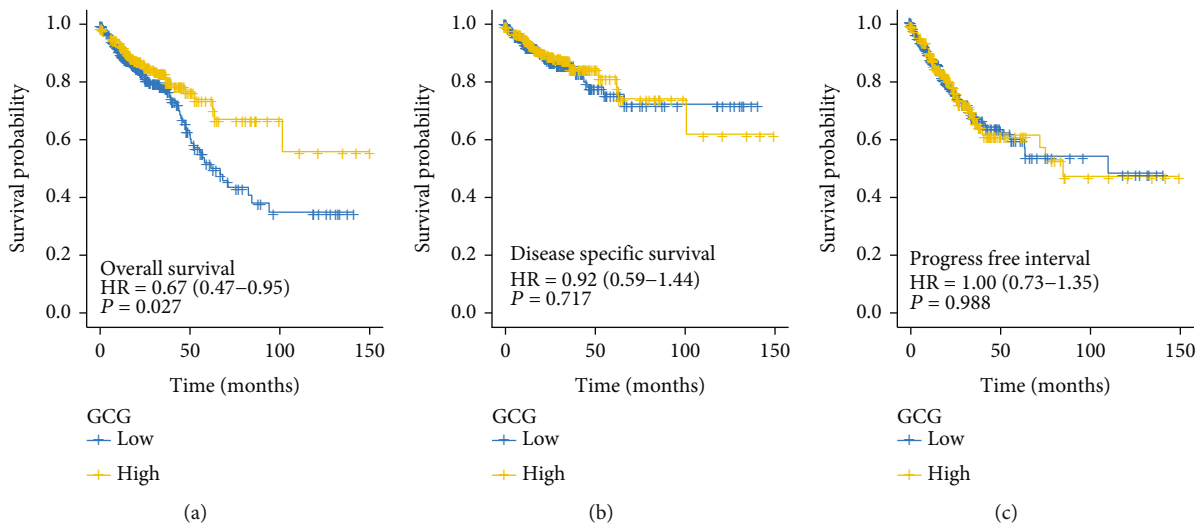 Survival probability
1.0
0.8
0.6
0.4
0.2
0.0
Overall survival
HR = 0.67 (0.47−0.95)
P = 0.027
0 50 100 150
Time (months)
GCG
Low
High
(a)
Survival probability
1.0
0.8
0.6
0.4
0.2
0.0
Disease specific survival
HR = 0.92 (0.59−1.44)
P = 0.717
0 50 100 150
Time (months)
GCG
Low
High
(b)
Survival probability
1.0
0.8
0.6
0.4
0.2
0.0
Progress free interval
HR = 1.00 (0.73−1.35)
P = 0.988
0 50 100 150
Time (months)
GCG
Low
High
(c)